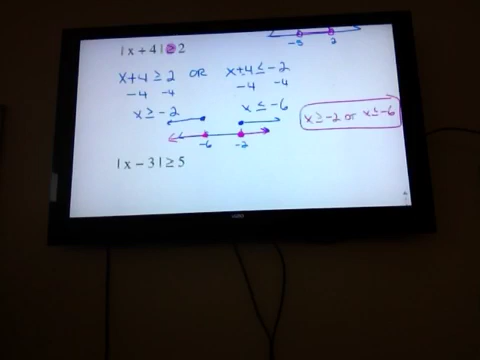 -3 2
|x + 4| ≥ 2
x+4 ≥ 2 OR x+4 ≤ -2
-4 -4 -4 -4
x ≥ -2 x ≤ -6
x ≥ -2 or x ≤ -6
-6 -2
|x - 3| ≥ 5